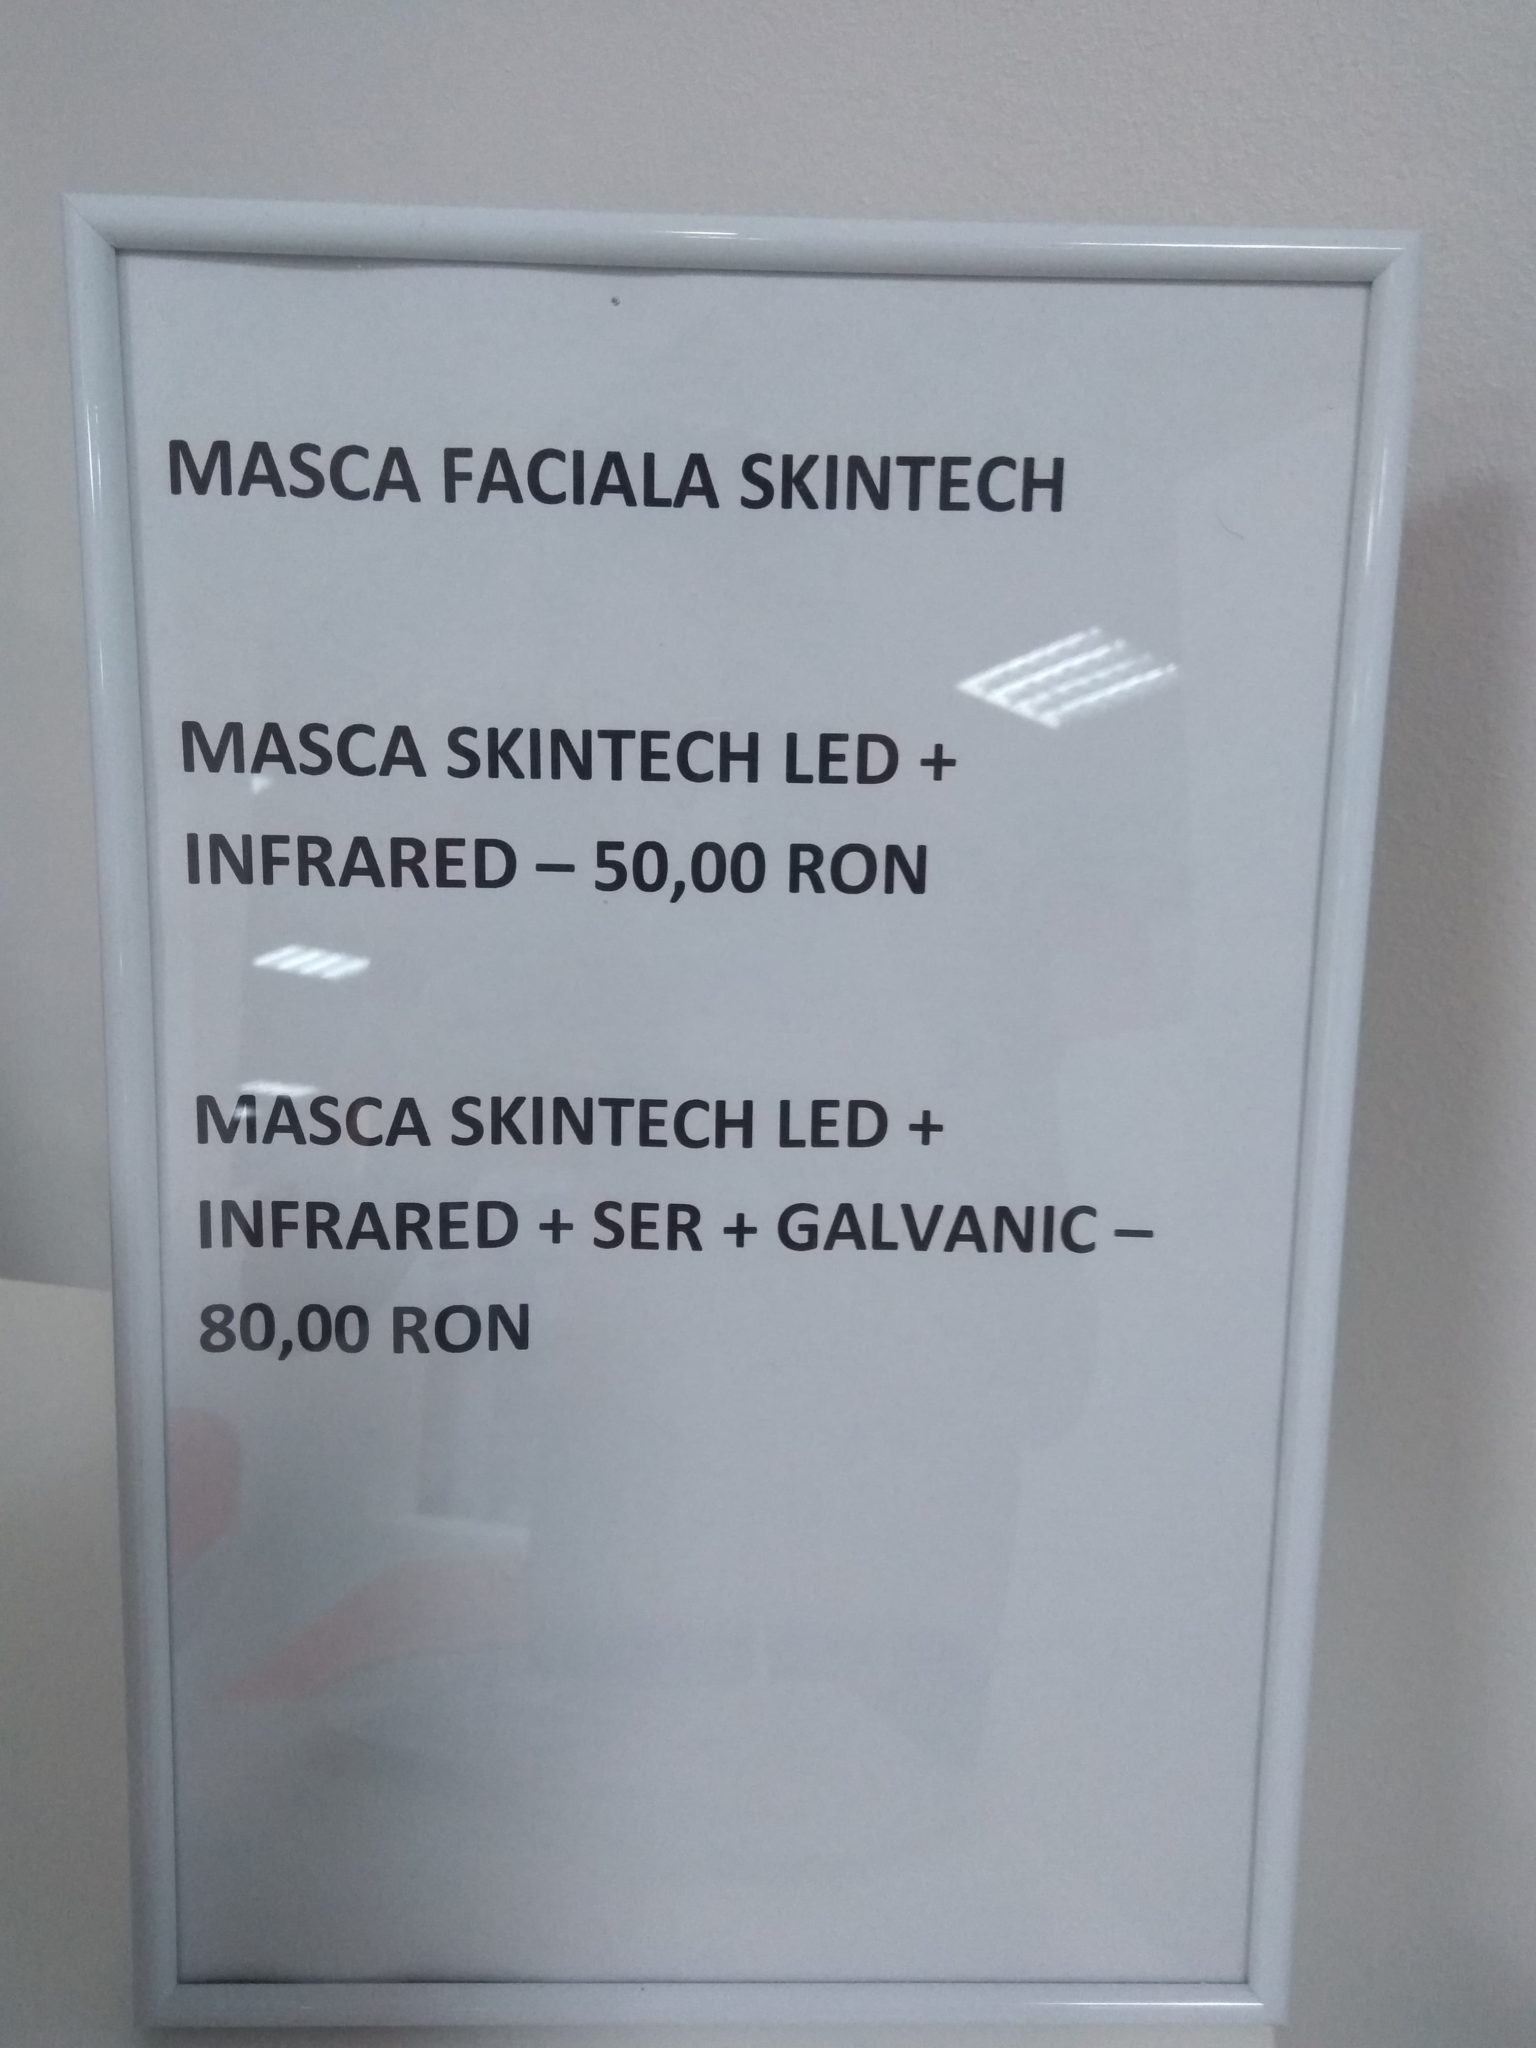 MASCA FACIALA SKINTECH
MASCA SKINTECH LED +
INFRARED – 50,00 RON
MASCA SKINTECH LED +
INFRARED + SER + GALVANIC –
80,00 RON